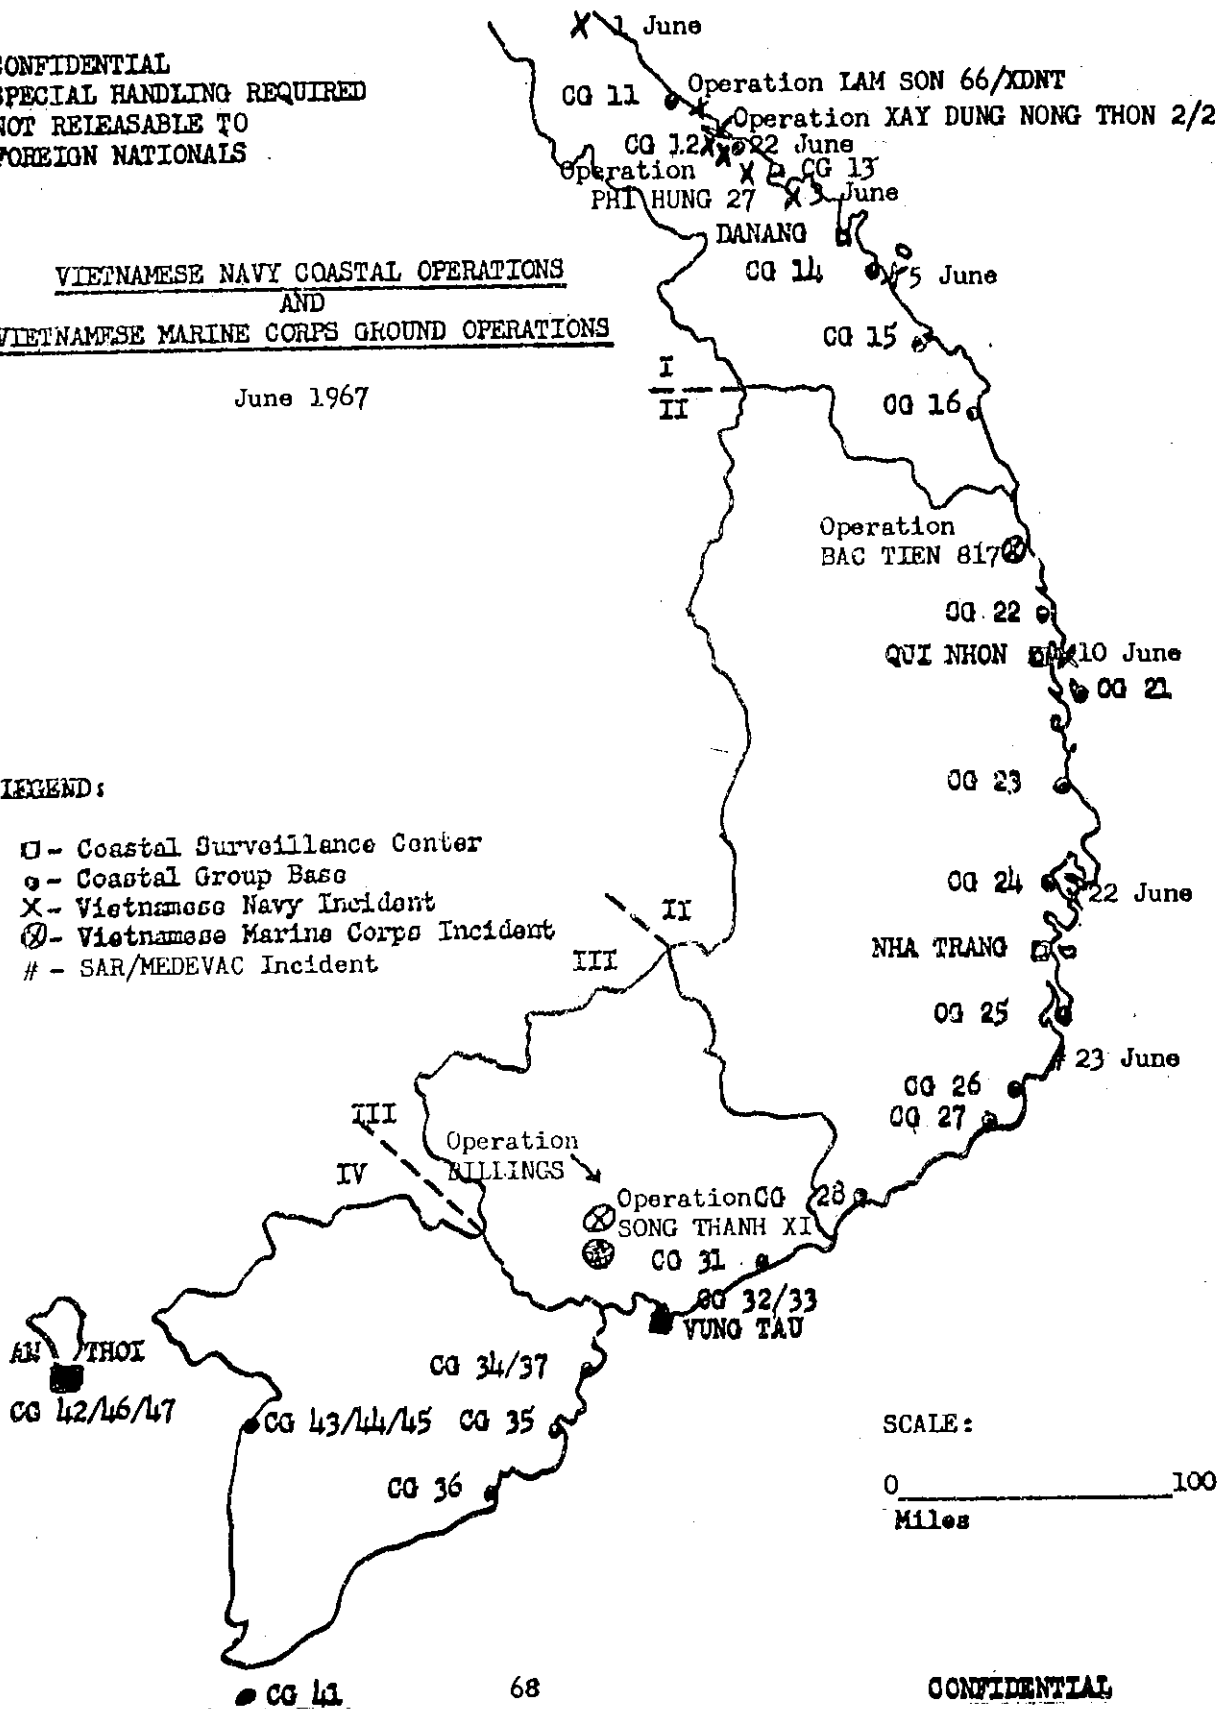 CONFIDENTIAL
SPECIAL HANDLING REQUIRED
NOT RELEASABLE TO
FOREIGN NATIONALS
VIETNAMESE NAVY COASTAL OPERATIONS
AND
VIETNAMESE MARINE CORPS GROUND OPERATIONS
June 1967
X 1 June
CG 11
Operation LAM SON 66/XDNT
Operation XAY DUNG NONG THON 2/2
CG 12
22 June
Operation
PHI HUNG 27
CG 13
X 3 June
DANANG
CG 14
5 June
CG 15
I
II
CG 16
Operation
BAC TIEN 817
CG 22
QUI NHON
10 June
CG 21
CG 23
CG 24
22 June
NHA TRANG
CG 25
# 23 June
CG 26
CG 27
LEGEND:
□ - Coastal Surveillance Center
o - Coastal Group Base
X - Vietnamese Navy Incident
⊗ - Vietnamese Marine Corps Incident
# - SAR/MEDEVAC Incident
II
III
III
IV
Operation
BILLINGS
Operation
SONG THANH XI
CG 28
CG 31
CG 32/33
VUNG TAU
AN THOI
CG 42/46/47
CG 34/37
CG 43/44/45
CG 35
CG 36
CG 41
SCALE:
0 100
Miles
68
CONFIDENTIAL